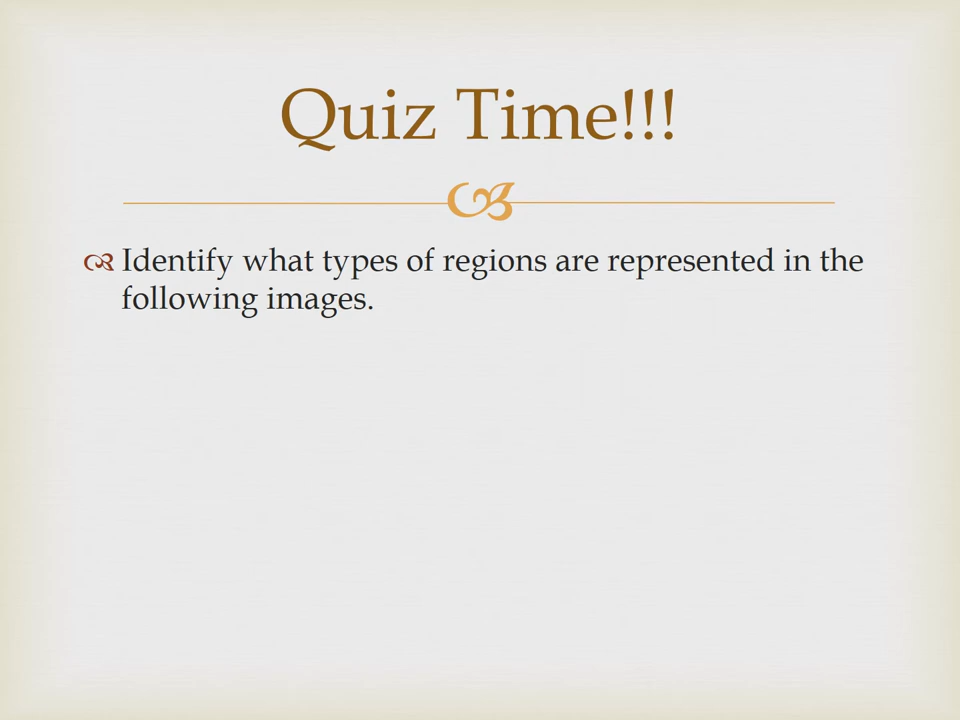 Quiz Time!!!
Identify what types of regions are represented in the
following images.